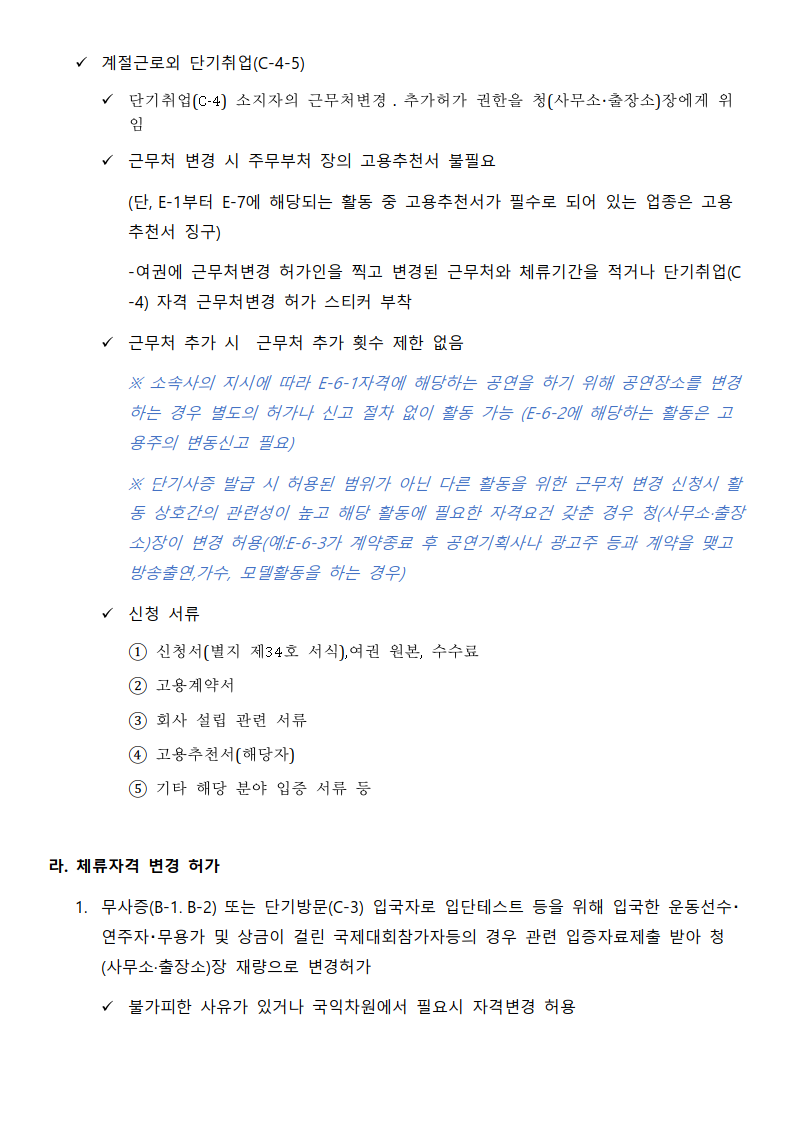 ✓ 계절근로외 단기취업(C-4-5)
✓ 단기취업(C-4) 소지자의 근무처변경 . 추가허가 권한을 청(사무소·출장소)장에게 위
임
✓ 근무처 변경 시 주무부처 장의 고용추천서 불필요
(단, E-1부터 E-7에 해당되는 활동 중 고용추천서가 필수로 되어 있는 업종은 고용
추천서 징구)
-여권에 근무처변경 허가인을 찍고 변경된 근무처와 체류기간을 적거나 단기취업(C
-4) 자격 근무처변경 허가 스티커 부착
✓ 근무처 추가 시 근무처 추가 횟수 제한 없음
※ 소속사의 지시에 따라 E-6-1자격에 해당하는 공연을 하기 위해 공연장소를 변경
하는 경우 별도의 허가나 신고 절차 없이 활동 가능 (E-6-2에 해당하는 활동은 고
용주의 변동신고 필요)
※ 단기사증 발급 시 허용된 범위가 아닌 다른 활동을 위한 근무처 변경 신청시 활
동 상호간의 관련성이 높고 해당 활동에 필요한 자격요건 갖춘 경우 청(사무소·출장
소)장이 변경 허용(예:E-6-3가 계약종료 후 공연기획사나 광고주 등과 계약을 맺고
방송출연,가수, 모델활동을 하는 경우)
✓ 신청 서류
① 신청서(별지 제34호 서식),여권 원본, 수수료
② 고용계약서
③ 회사 설립 관련 서류
④ 고용추천서(해당자)
⑤ 기타 해당 분야 입증 서류 등
라. 체류자격 변경 허가
1. 무사증(B-1. B-2) 또는 단기방문(C-3) 입국자로 입단테스트 등을 위해 입국한 운동선수·
연주자·무용가 및 상금이 걸린 국제대회참가자등의 경우 관련 입증자료제출 받아 청
(사무소·출장소)장 재량으로 변경허가
✓ 불가피한 사유가 있거나 국익차원에서 필요시 자격변경 허용